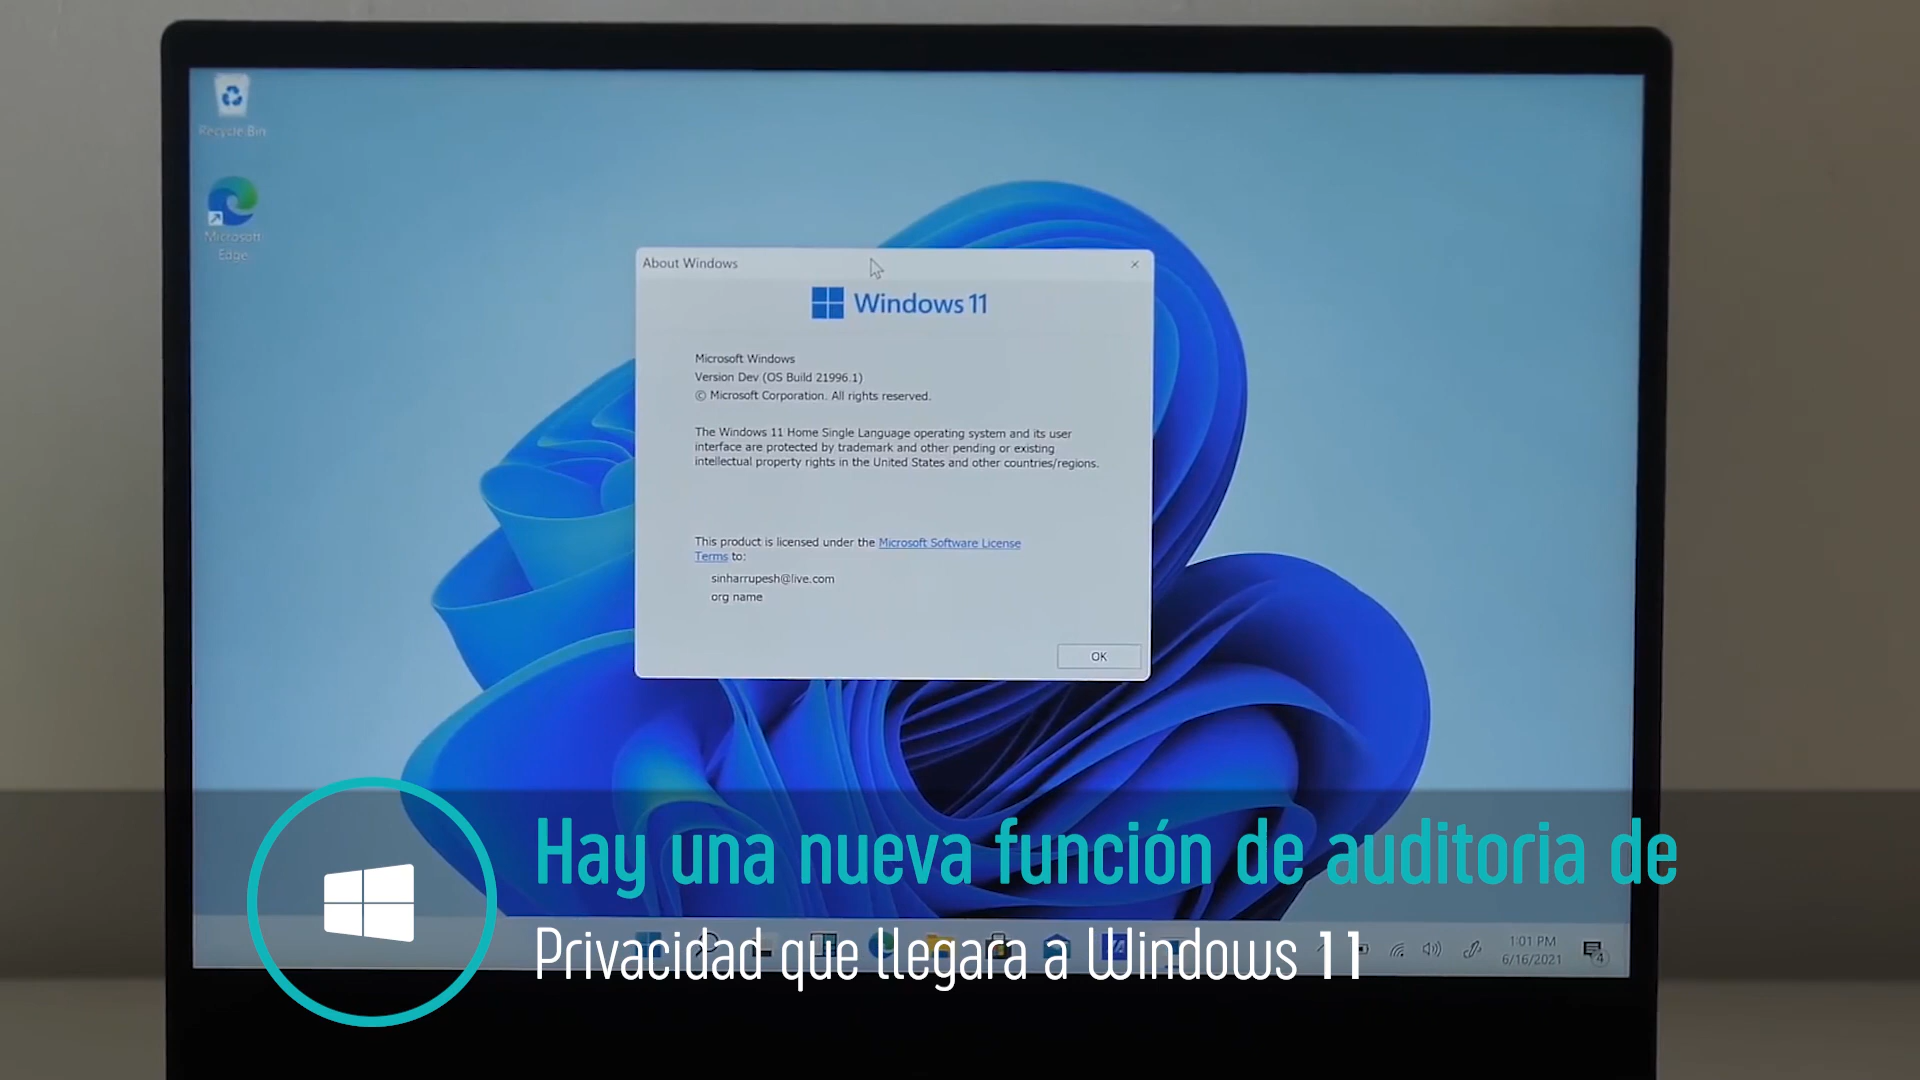 Recycle Bin
Microsoft
Edge
About Windows
Windows 11
Microsoft Windows
Version Dev (OS Build 21996.1)
© Microsoft Corporation. All rights reserved.
The Windows 11 Home Single Language operating system and its user
interface are protected by trademark and other pending or existing
intellectual property rights in the United States and other countries/regions.
This product is licensed under the Microsoft Software License
Terms to:
sinharrupesh@live.com
org name
OK
Hay una nueva función de auditoria de
Privacidad que llegara a Windows 11
1:01 PM
6/16/2021
4